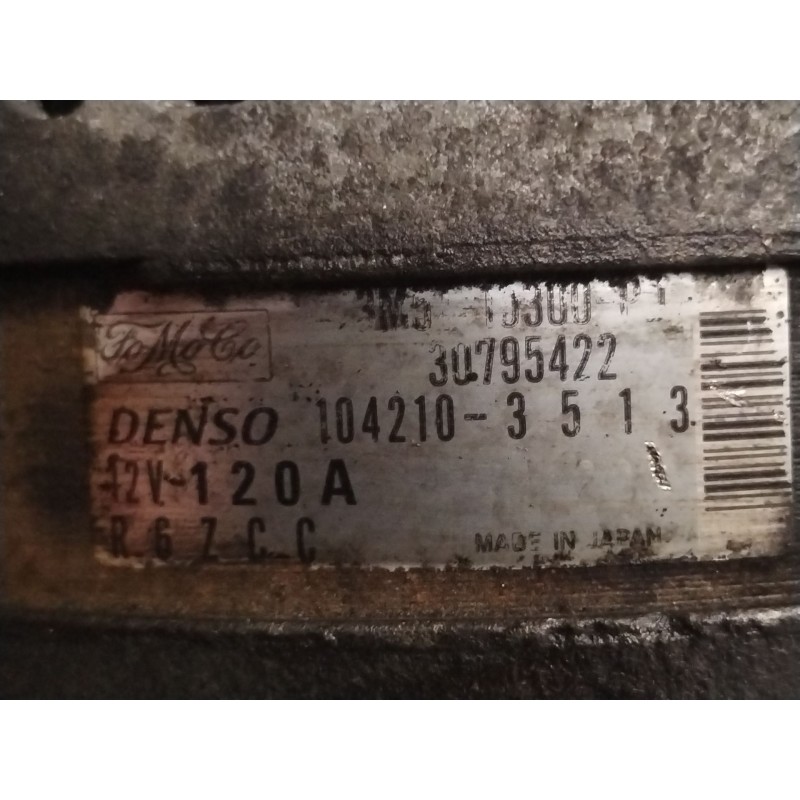 FoMoCo
30795422
DENSO 104210-3513
12V-120A
R6ZCC
MADE IN JAPAN